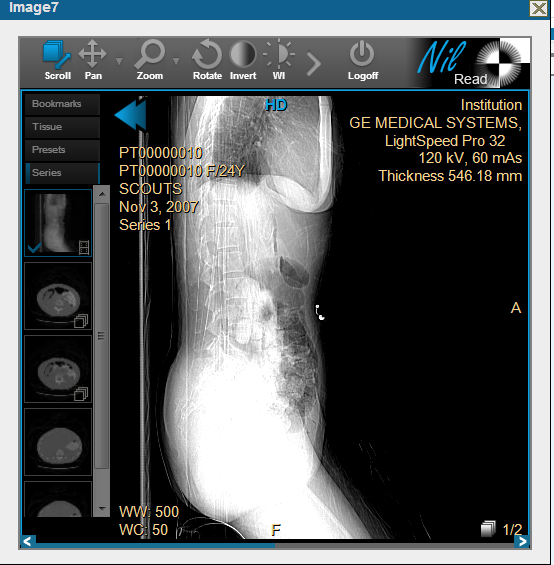 Image7
Scroll Pan Zoom Rotate Invert Wl Logoff
Nil
Read
Bookmarks
Tissue
Presets
Series
HD
Institution
GE MEDICAL SYSTEMS,
LightSpeed Pro 32
120 kV, 60 mAs
Thickness 546.18 mm
PT00000010
PT00000010 F/24Y
SCOUTS
Nov 3, 2007
Series 1
A
WW: 500
WC: 50
F
1/2